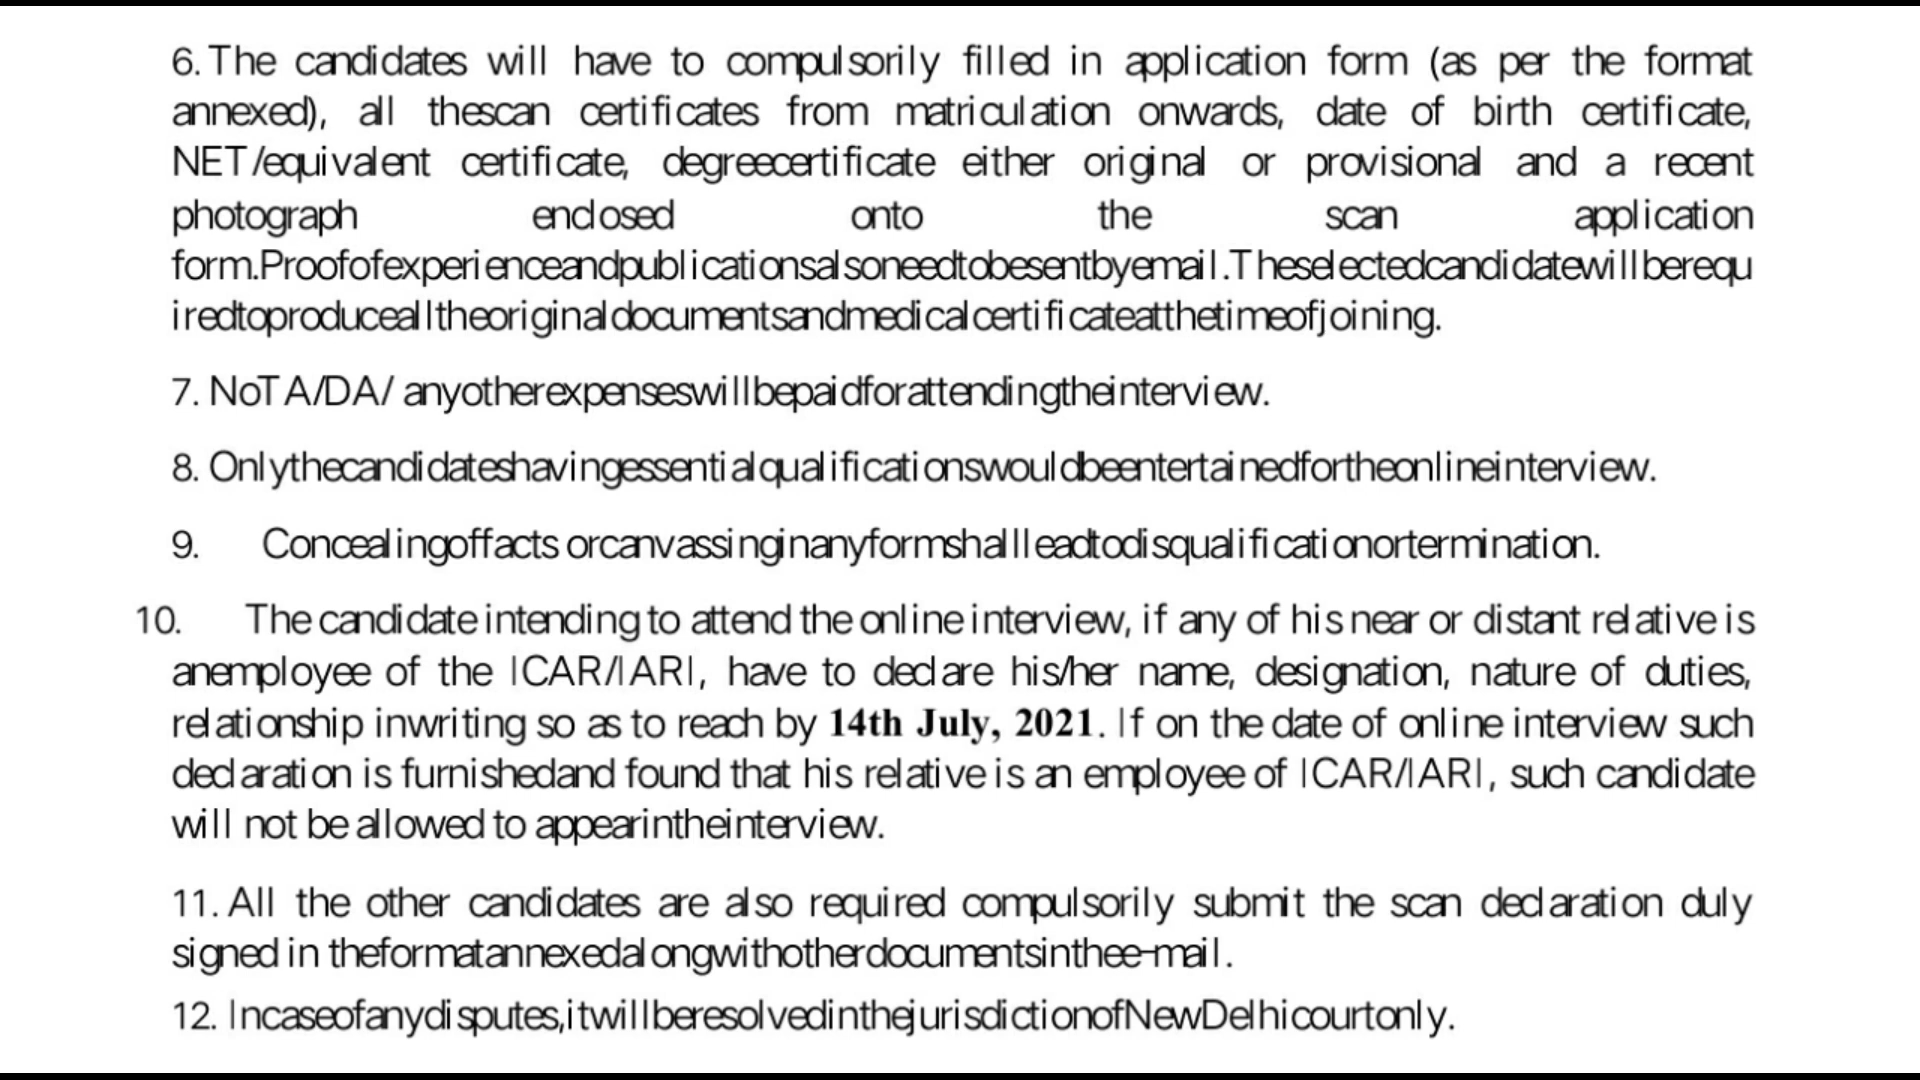 6. The candidates will have to compulsorily filled in application form (as per the format
annexed), all thescan certificates from matriculation onwards, date of birth certificate,
NET/equivalent certificate, degreecertificate either original or provisional and a recent
photograph enclosed onto the scan application
form.Proofofexperienceandpublicationsalsoneedtobesentbyemail.Theselectedcandidatewillberequ
iredtoproducealltheoriginaldocumentsandmedicalcertificateatthetimeofjoining.
7. NoTA/DA/ anyotherexpenseswillbepaidforattendingtheinterview.
8. Onlythecandidateshavingessentialqualificationswouldbeentertainedfortheonlineinterview.
9. Concealingoffacts orcanvassinginanyformshallleadtodisqualificationortermination.
10. The candidate intending to attend the online interview, if any of his near or distant relative is
anemployee of the ICAR/IARI, have to declare his/her name, designation, nature of duties,
relationship inwriting so as to reach by 14th July, 2021. If on the date of online interview such
declaration is furnishedand found that his relative is an employee of ICAR/IARI, such candidate
will not be allowed to appearintheinterview.
11. All the other candidates are also required compulsorily submit the scan declaration duly
signed in theformatannexedalongwithotherdocumentsinthee-mail.
12. Incaseofanydisputes,itwillberesolvedinthejurisdictionofNewDelhicourtonly.